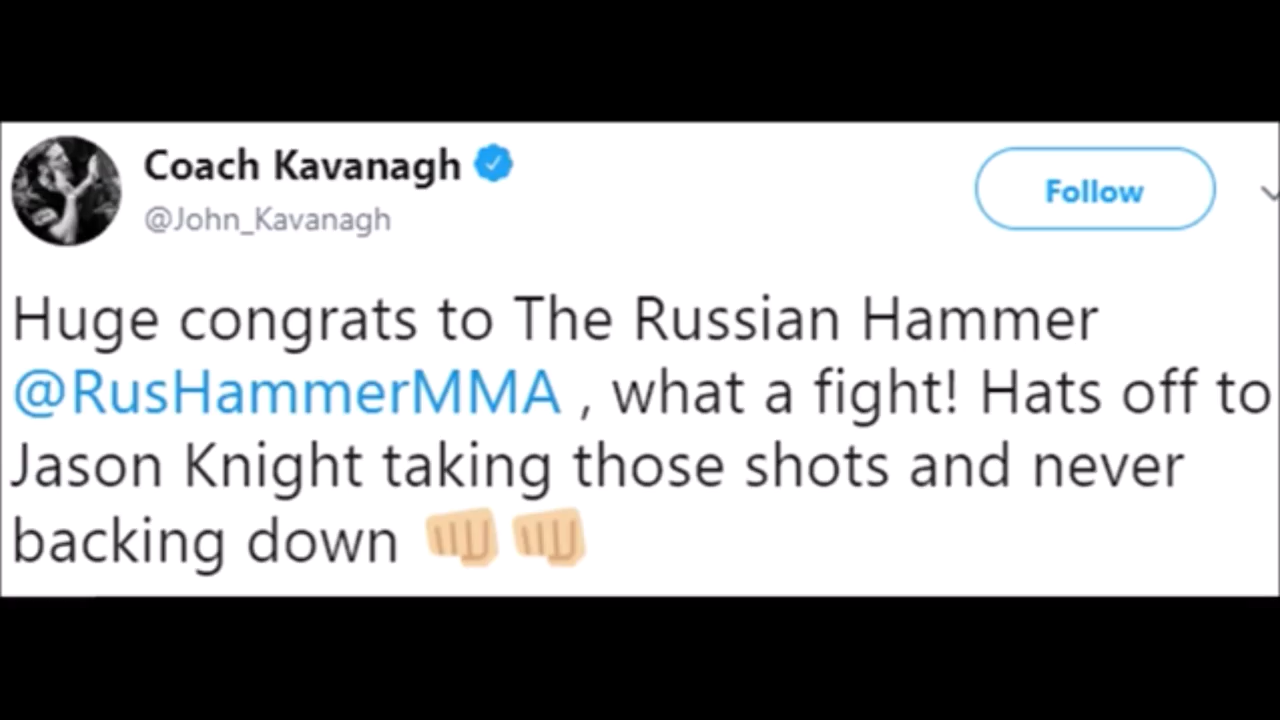 Coach Kavanagh
@John_Kavanagh
Follow
Huge congrats to The Russian Hammer
@RusHammerMMA , what a fight! Hats off to
Jason Knight taking those shots and never
backing down 👊🏼👊🏼